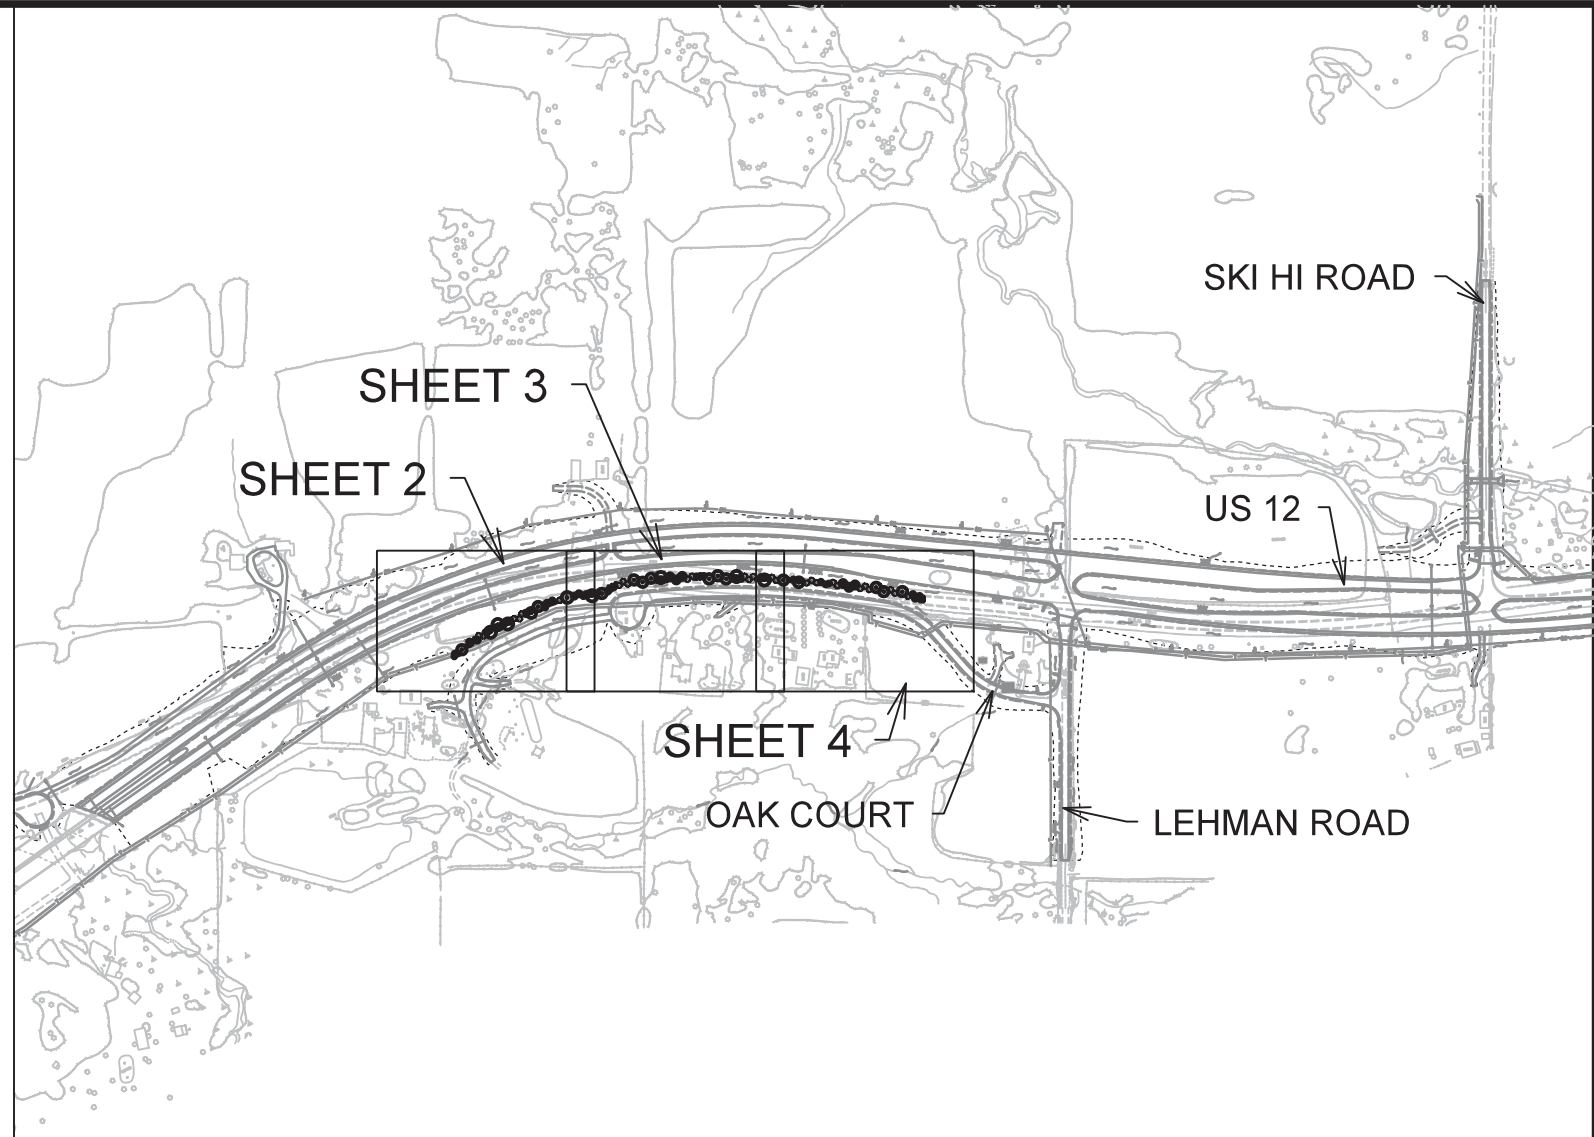 SKI HI ROAD
SHEET 3
SHEET 2
US 12
SHEET 4
OAK COURT
LEHMAN ROAD